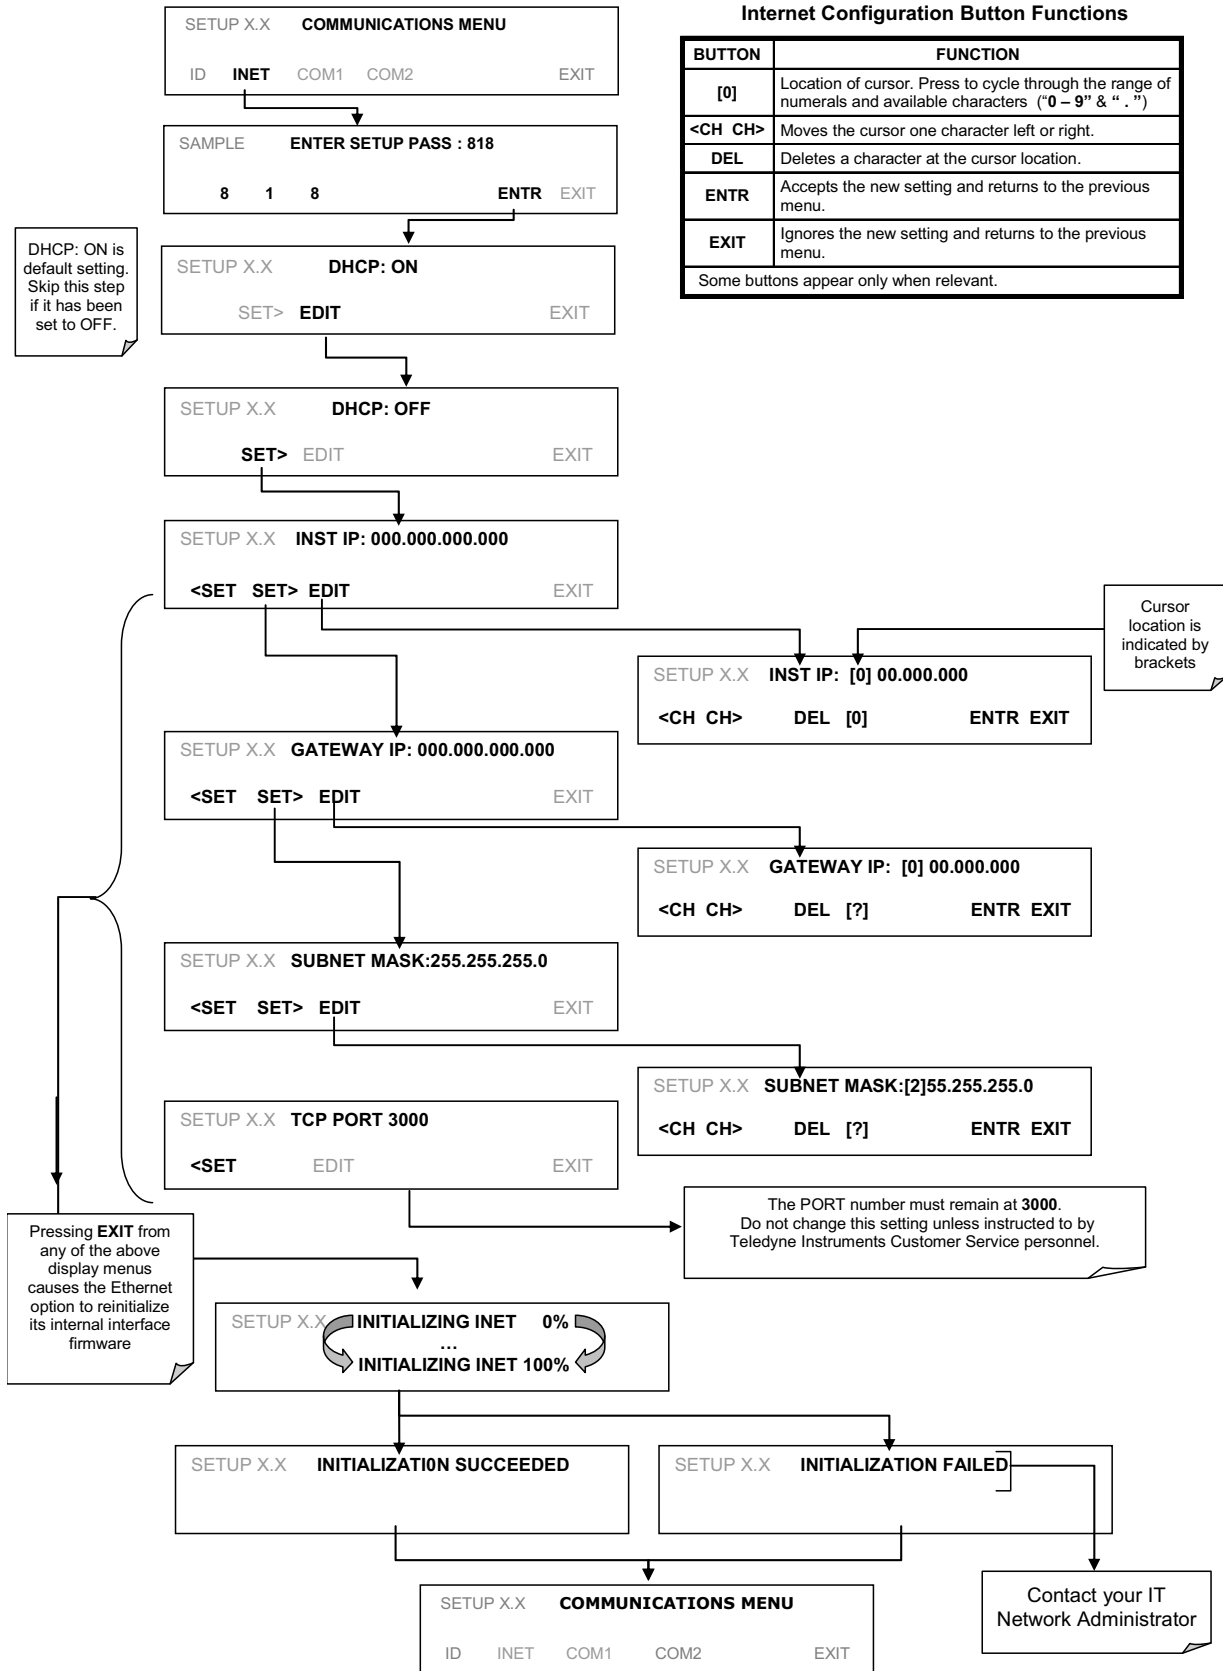 SETUP X.X COMMUNICATIONS MENU
ID INET COM1 COM2 EXIT
Internet Configuration Button Functions
BUTTON FUNCTION
[0] Location of cursor. Press to cycle through the range of
numerals and available characters (“0 – 9” & “ . ”)
<CH CH> Moves the cursor one character left or right.
DEL Deletes a character at the cursor location.
ENTR Accepts the new setting and returns to the previous
menu.
EXIT Ignores the new setting and returns to the previous
menu.
Some buttons appear only when relevant.
SAMPLE ENTER SETUP PASS : 818
8 1 8 ENTR EXIT
DHCP: ON is
default setting.
Skip this step
if it has been
set to OFF.
SETUP X.X DHCP: ON
SET> EDIT EXIT
SETUP X.X DHCP: OFF
SET> EDIT EXIT
SETUP X.X INST IP: 000.000.000.000
<SET SET> EDIT EXIT
Cursor
location is
indicated by
brackets
SETUP X.X INST IP: [0] 00.000.000
<CH CH> DEL [0] ENTR EXIT
SETUP X.X GATEWAY IP: 000.000.000.000
<SET SET> EDIT EXIT
SETUP X.X GATEWAY IP: [0] 00.000.000
<CH CH> DEL [?] ENTR EXIT
SETUP X.X SUBNET MASK:255.255.255.0
<SET SET> EDIT EXIT
SETUP X.X SUBNET MASK:[2]55.255.255.0
<CH CH> DEL [?] ENTR EXIT
SETUP X.X TCP PORT 3000
<SET EDIT EXIT
The PORT number must remain at 3000.
Do not change this setting unless instructed to by
Teledyne Instruments Customer Service personnel.
Pressing EXIT from
any of the above
display menus
causes the Ethernet
option to reinitialize
its internal interface
firmware
SETUP X.X INITIALIZING INET 0%
…
INITIALIZING INET 100%
SETUP X.X INITIALIZATI0N SUCCEEDED
SETUP X.X INITIALIZATION FAILED
Contact your IT
Network Administrator
SETUP X.X COMMUNICATIONS MENU
ID INET COM1 COM2 EXIT